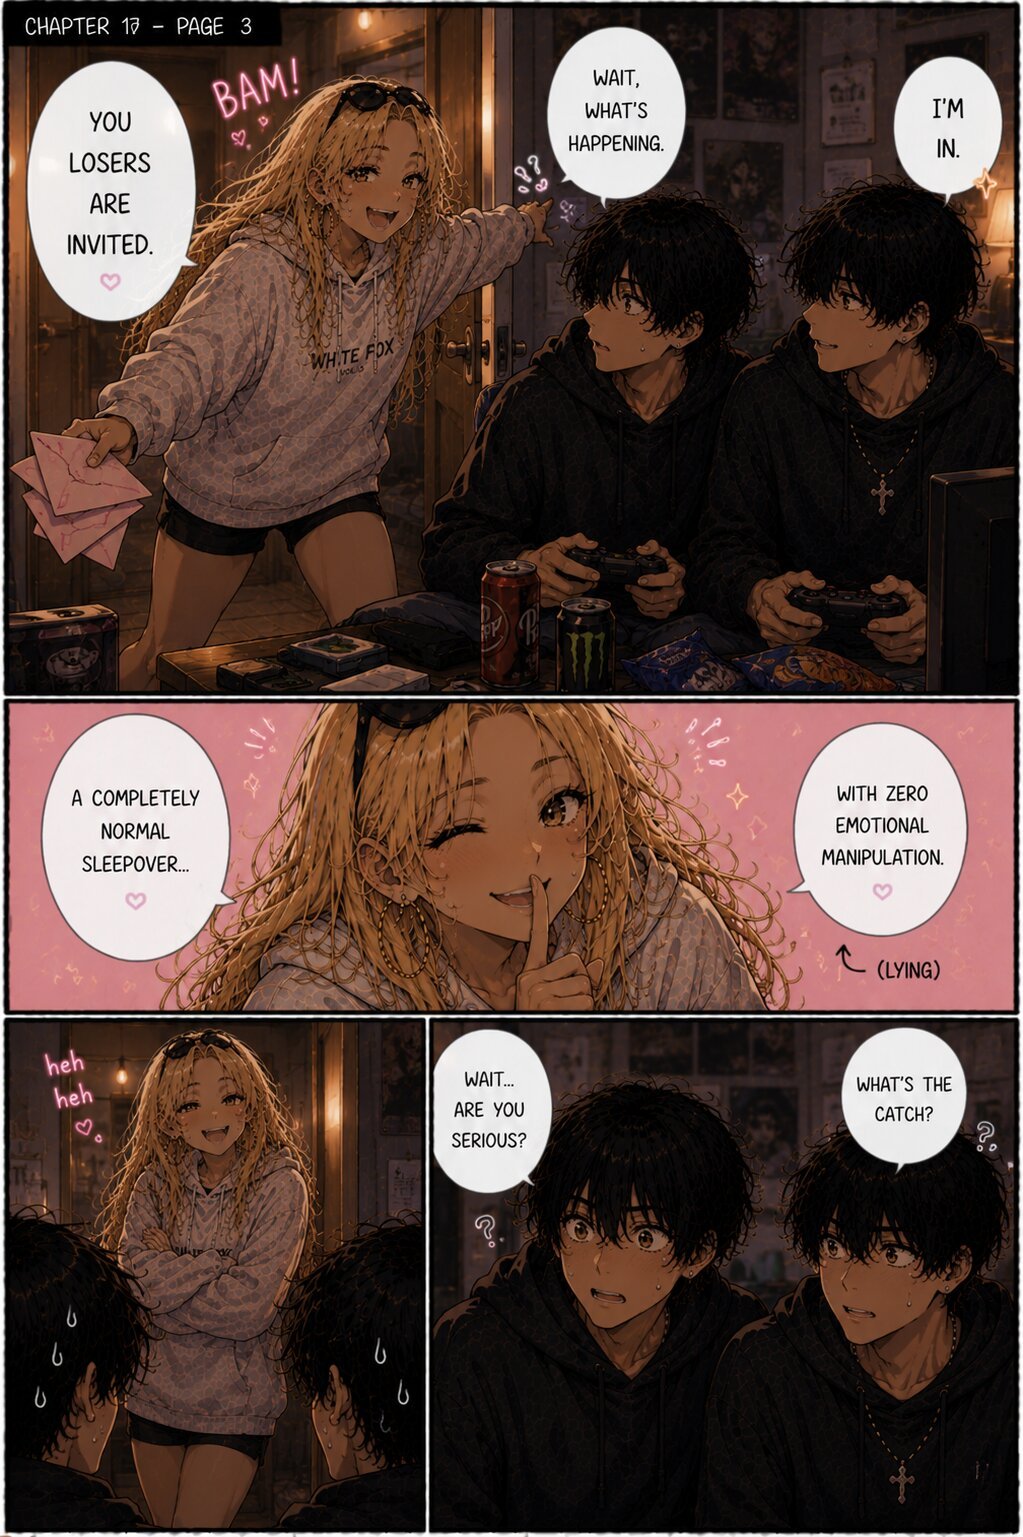 CHAPTER 17 – PAGE 3
YOU
LOSERS
ARE
INVITED.
BAM!
WAIT,
WHAT'S
HAPPENING.
??
I'M
IN.
WHITE FOX
A COMPLETELY
NORMAL
SLEEPOVER...
WITH ZERO
EMOTIONAL
MANIPULATION.
(LYING)
heh
heh
WAIT...
ARE YOU
SERIOUS?
?
WHAT'S THE
CATCH?
?